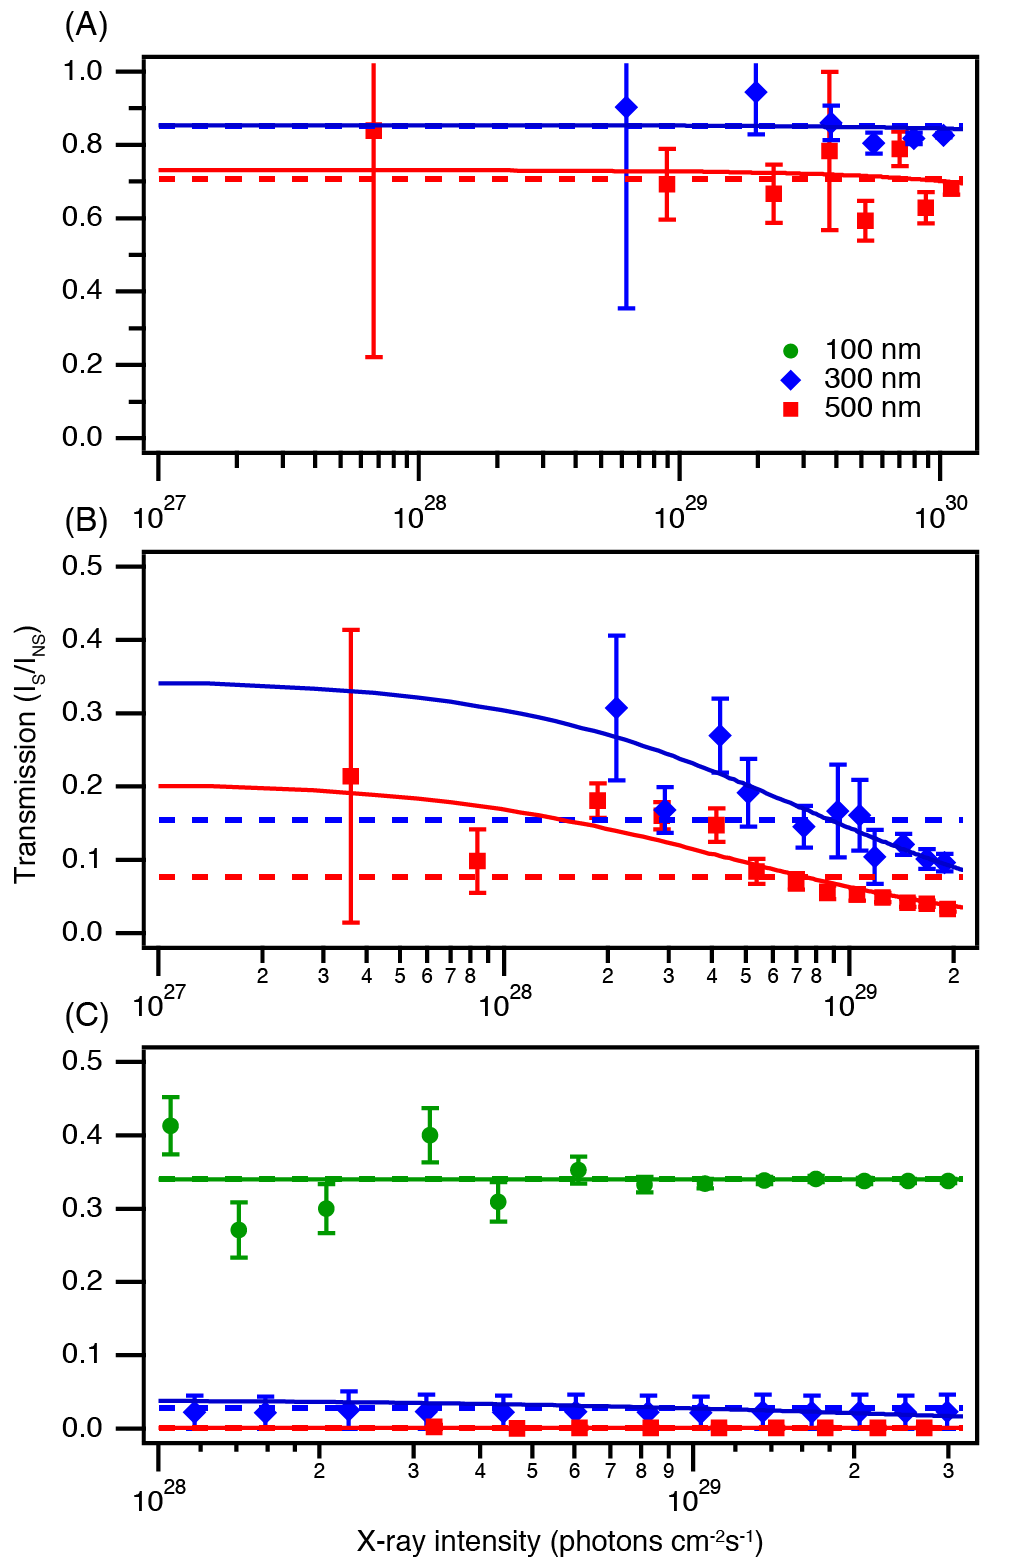 (A)
1.0
0.8
0.6
0.4
0.2
0.0
100 nm
300 nm
500 nm
10^27 10^28 10^29 10^30
(B)
0.5
0.4
0.3
0.2
0.1
0.0
2 3 4 5 6 7 8 2 3 4 5 6 7 8 2
10^27 10^28 10^29
Transmission (I_S/I_NS)
(C)
0.5
0.4
0.3
0.2
0.1
0.0
2 3 4 5 6 7 8 9 2 3
10^28 10^29
X-ray intensity (photons cm^-2 s^-1)